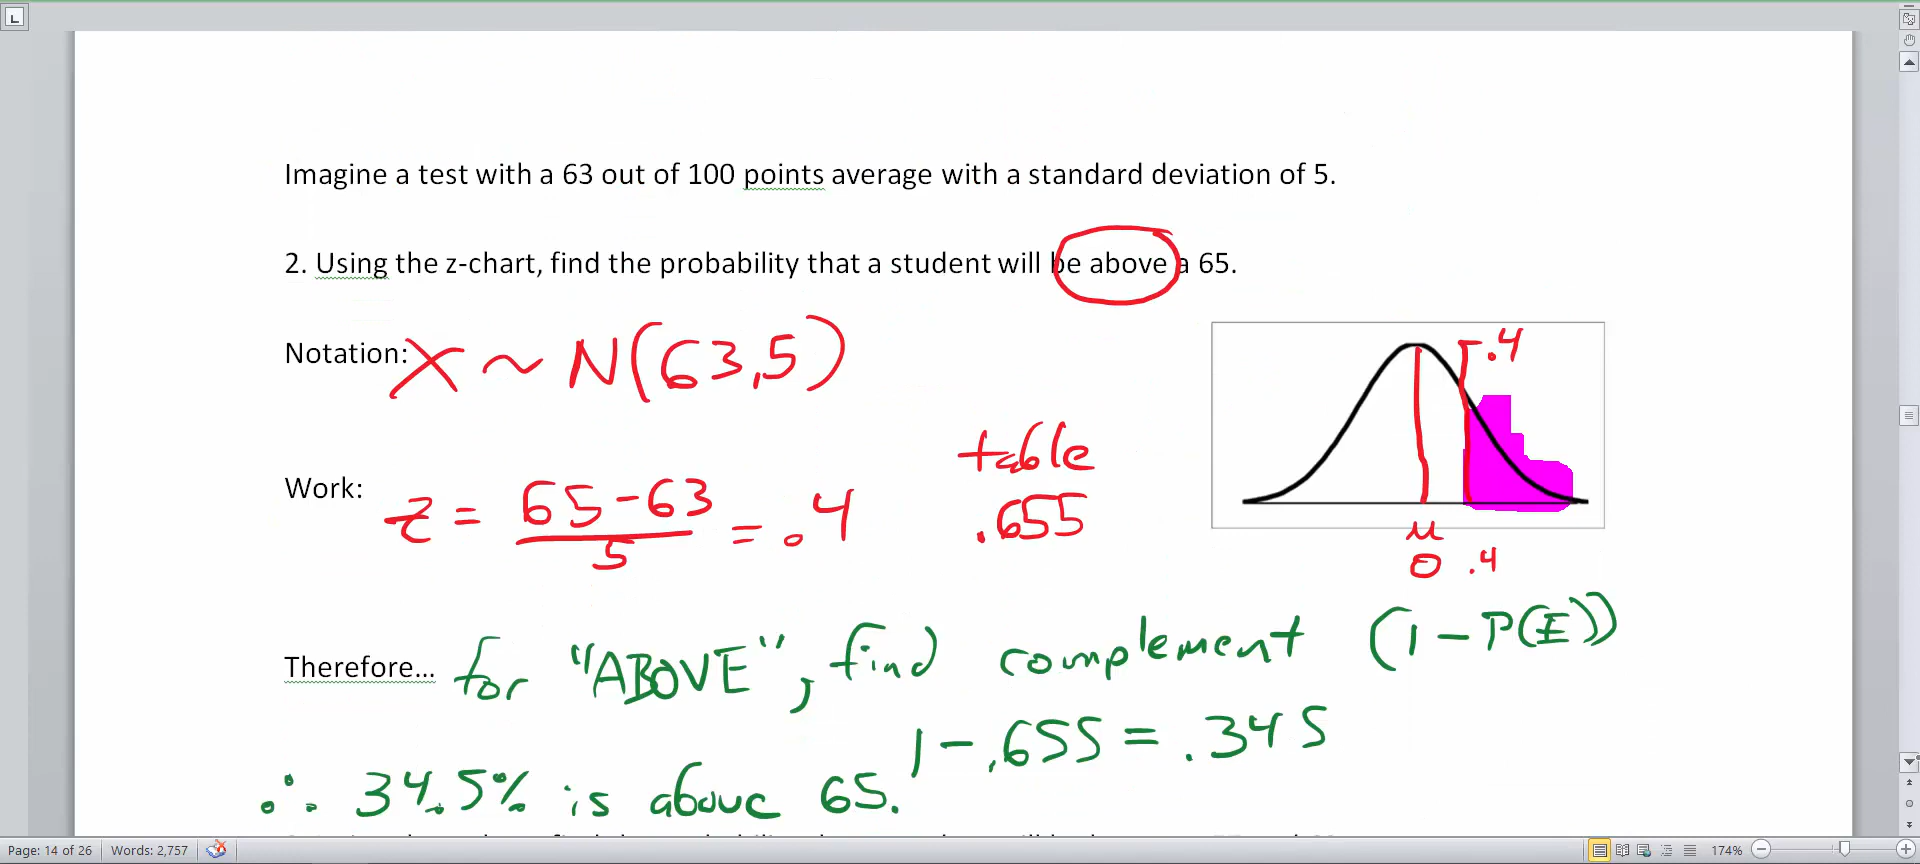 Imagine a test with a 63 out of 100 points average with a standard deviation of 5.
2. Using the z-chart, find the probability that a student will be above a 65.
Notation: X ~ N(63,5)
.4
table
Work: z = 65-63 / 5 = .4
.655
μ
0 .4
Therefore... for "ABOVE", find complement (1-P(E))
1-.655=.345
∴ 34.5% is above 65.
Page: 14 of 26 Words: 2,757 174%